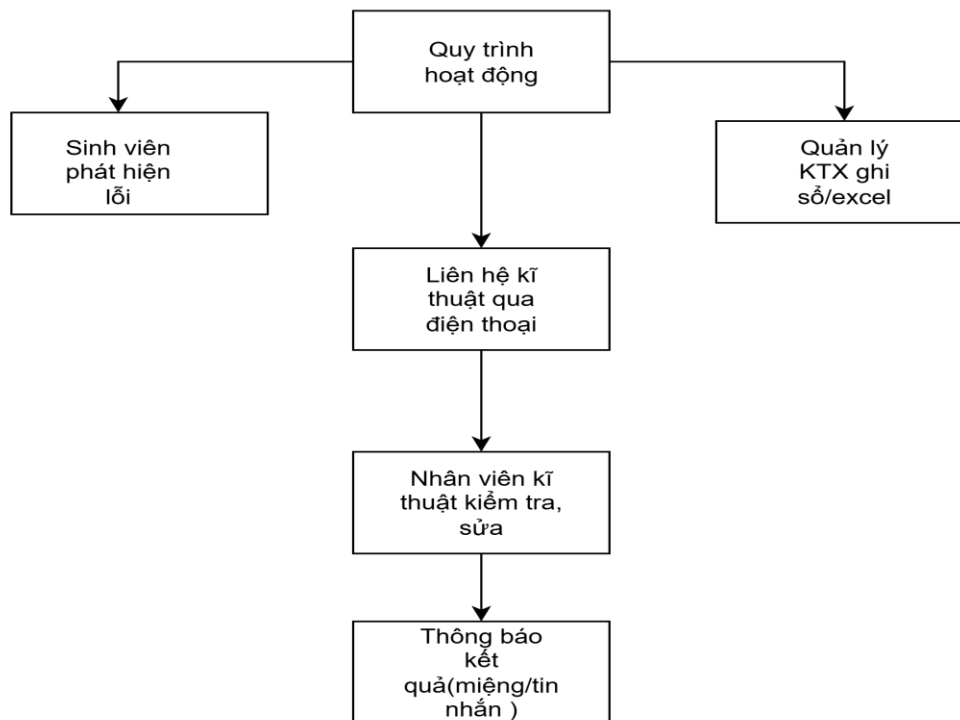 Quy trình
hoạt động
Sinh viên
phát hiện
lỗi
Quản lý
KTX ghi
sổ/excel
Liên hệ kĩ
thuật qua
điện thoại
Nhân viên kĩ
thuật kiểm tra,
sửa
Thông báo
kết
quả(miệng/tin
nhắn )